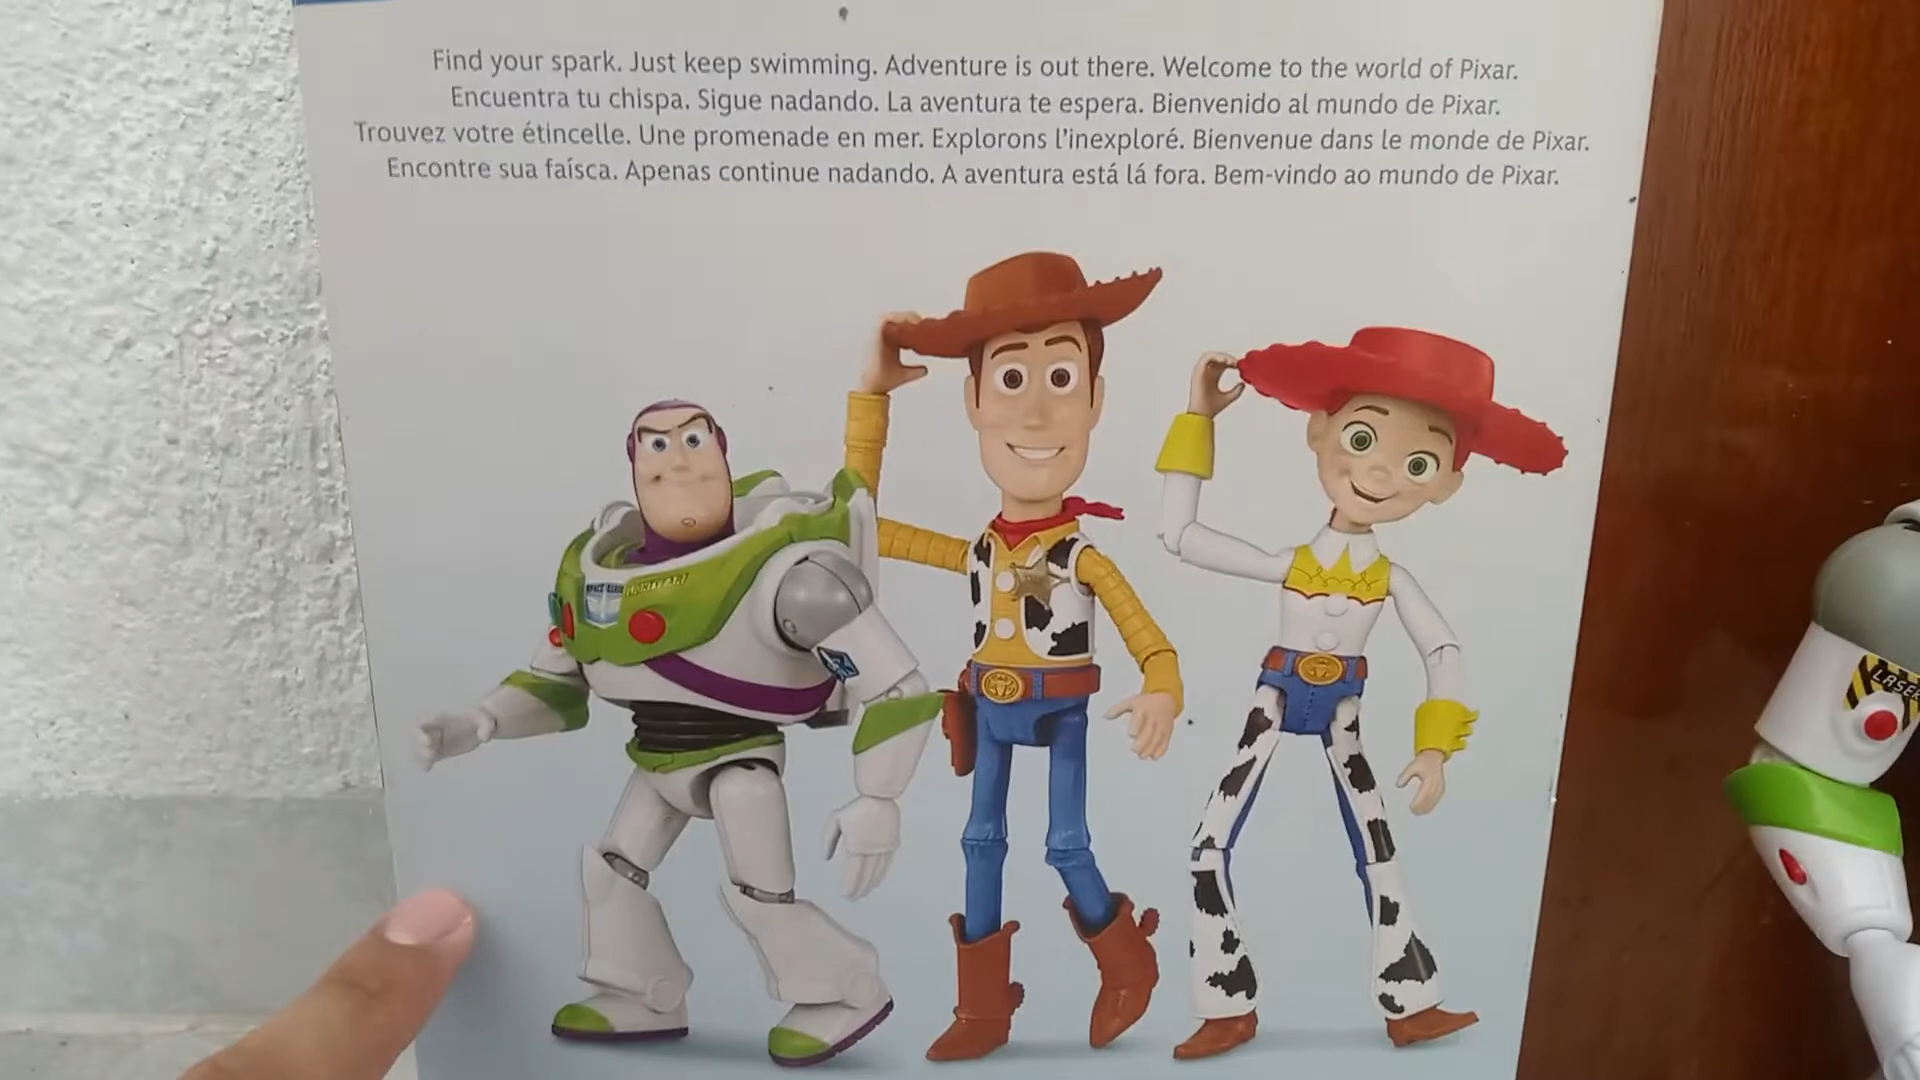 Find your spark. Just keep swimming. Adventure is out there. Welcome to the world of Pixar.
Encuentra tu chispa. Sigue nadando. La aventura te espera. Bienvenido al mundo de Pixar.
Trouvez votre étincelle. Une promenade en mer. Explorons l'inexploré. Bienvenue dans le monde de Pixar.
Encontre sua faísca. Apenas continue nadando. A aventura está lá fora. Bem-vindo ao mundo de Pixar.
LIGHTYEAR
LASER